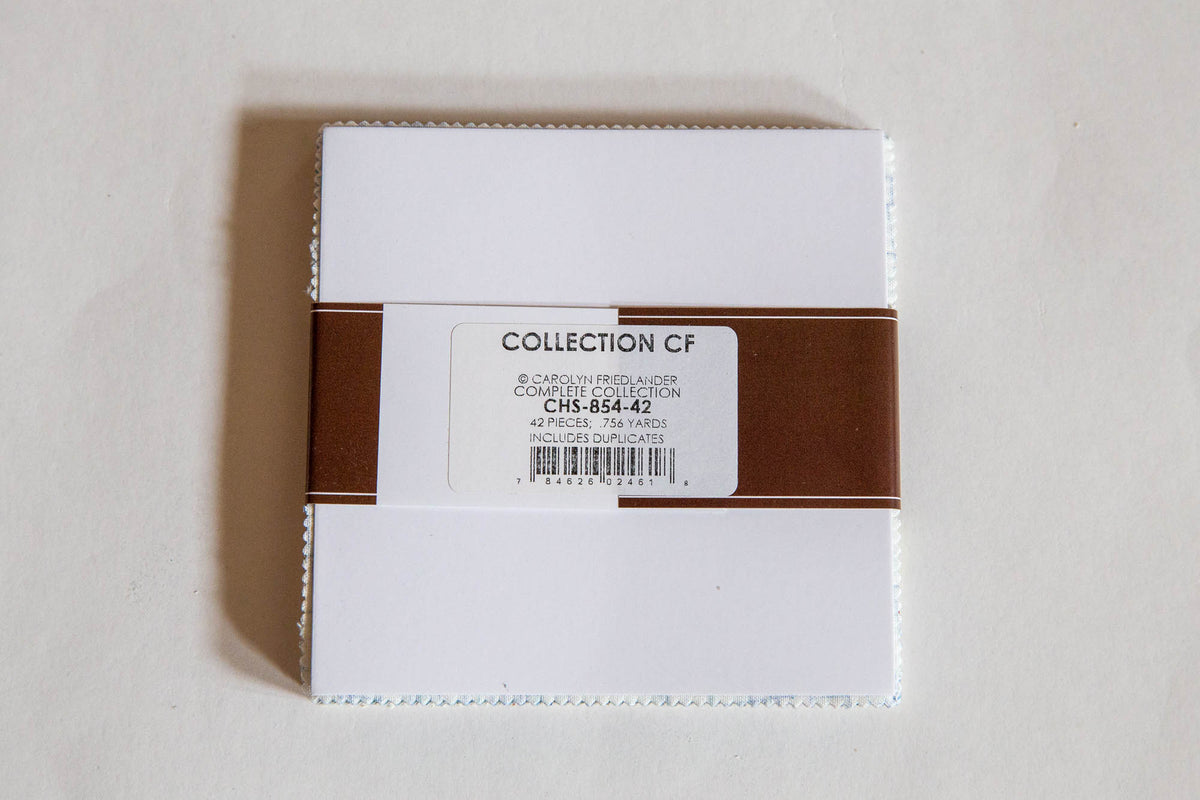 COLLECTION CF
© CAROLYN FRIEDLANDER
COMPLETE COLLECTION
CHS-854-42
42 PIECES; .756 YARDS
INCLUDES DUPLICATES
7 84626 02461 8